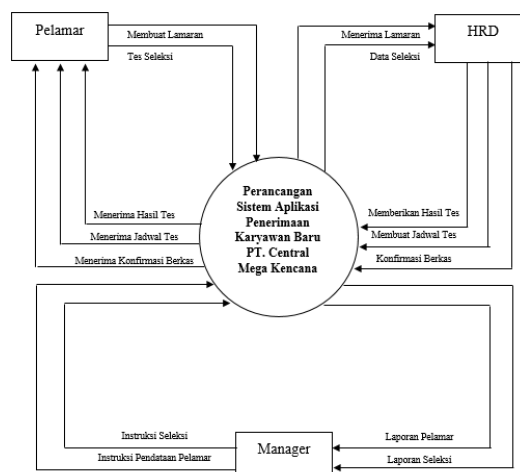 Pelamar
Membuat Lamaran
Tes Seleksi
Menerima Lamaran
Data Seleksi
HRD
Perancangan
Sistem Aplikasi
Penerimaan
Karyawan Baru
PT. Central
Mega Kencana
Menerima Hasil Tes
Menerima Jadwal Tes
Menerima Konfirmasi Berkas
Memberikan Hasil Tes
Membuat Jadwal Tes
Konfirmasi Berkas
Instruksi Seleksi
Instruksi Pendataan Pelamar
Manager
Laporan Pelamar
Laporan Seleksi